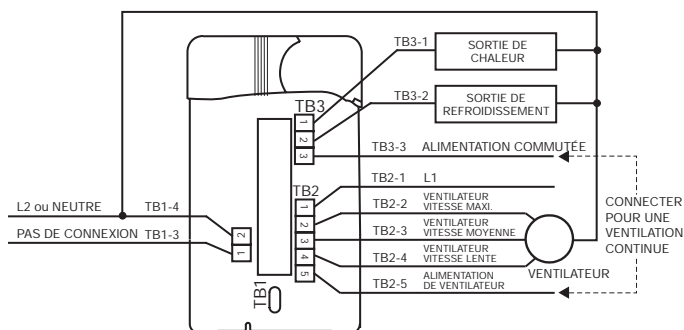 TB3-1 SORTIE DE
CHALEUR
TB3-2 SORTIE DE
REFROIDISSEMENT
TB3
1
2
3
TB3-3 ALIMENTATION COMMUTÉE
TB2
1
2
3
4
5
TB2-1 L1
TB2-2 VENTILATEUR
VITESSE MAXI.
TB2-3 VENTILATEUR
VITESSE MOYENNE
TB2-4 VENTILATEUR
VITESSE LENTE
TB2-5 ALIMENTATION
DE VENTILATEUR
VENTILATEUR
CONNECTER
POUR UNE
VENTILATION
CONTINUE
L2 ou NEUTRE TB1-4
PAS DE CONNEXION TB1-3
2
1
TB1